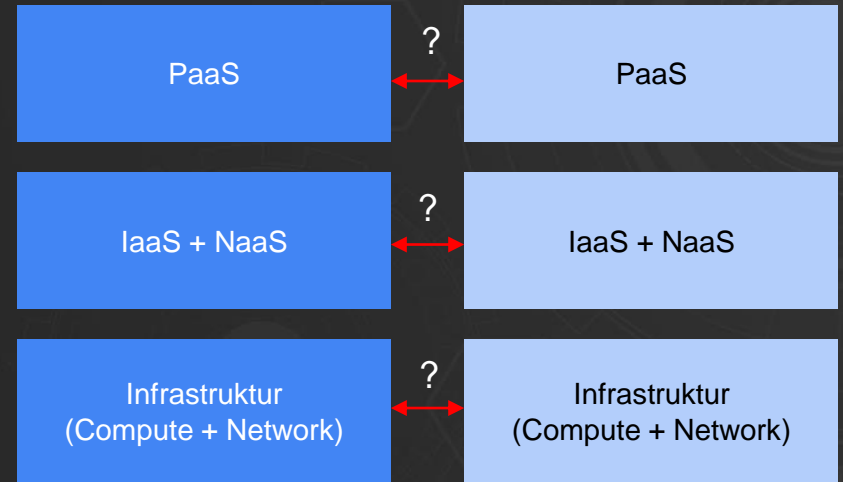 PaaS
?
PaaS
IaaS + NaaS
?
IaaS + NaaS
Infrastruktur
(Compute + Network)
?
Infrastruktur
(Compute + Network)